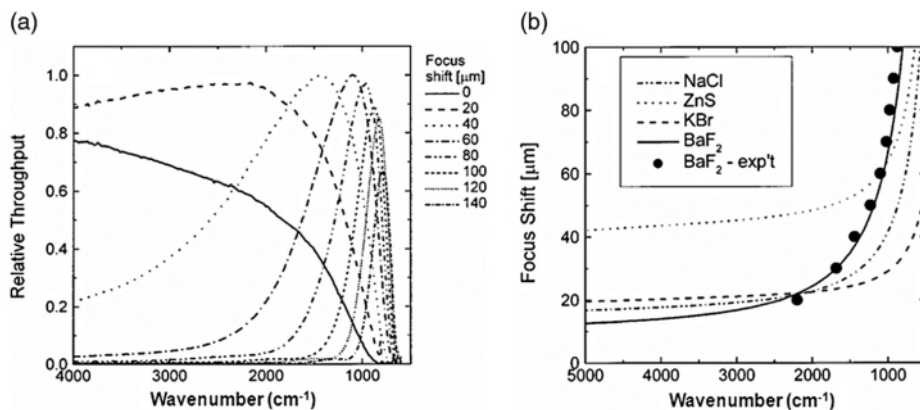 (a)
Relative Throughput
1.0
0.8
0.6
0.4
0.2
0.0
4000 3000 2000 1000
Wavenumber (cm-1)
Focus
shift [μm]
0
20
40
60
80
100
120
140
(b)
Focus Shift [μm]
100
80
60
40
20
0
5000 4000 3000 2000 1000
Wavenumber (cm-1)
NaCl
ZnS
KBr
BaF2
BaF2 - exp't